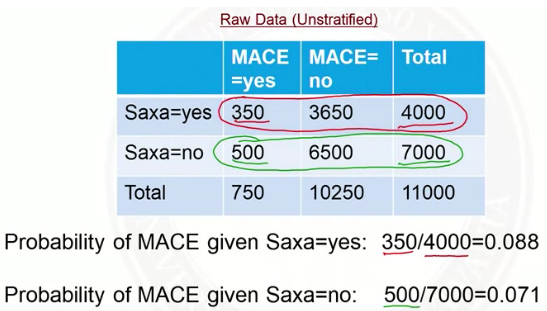 Raw Data (Unstratified)
MACE =yes MACE= no Total
Saxa=yes 350 3650 4000
Saxa=no 500 6500 7000
Total 750 10250 11000
Probability of MACE given Saxa=yes: 350/4000=0.088
Probability of MACE given Saxa=no: 500/7000=0.071